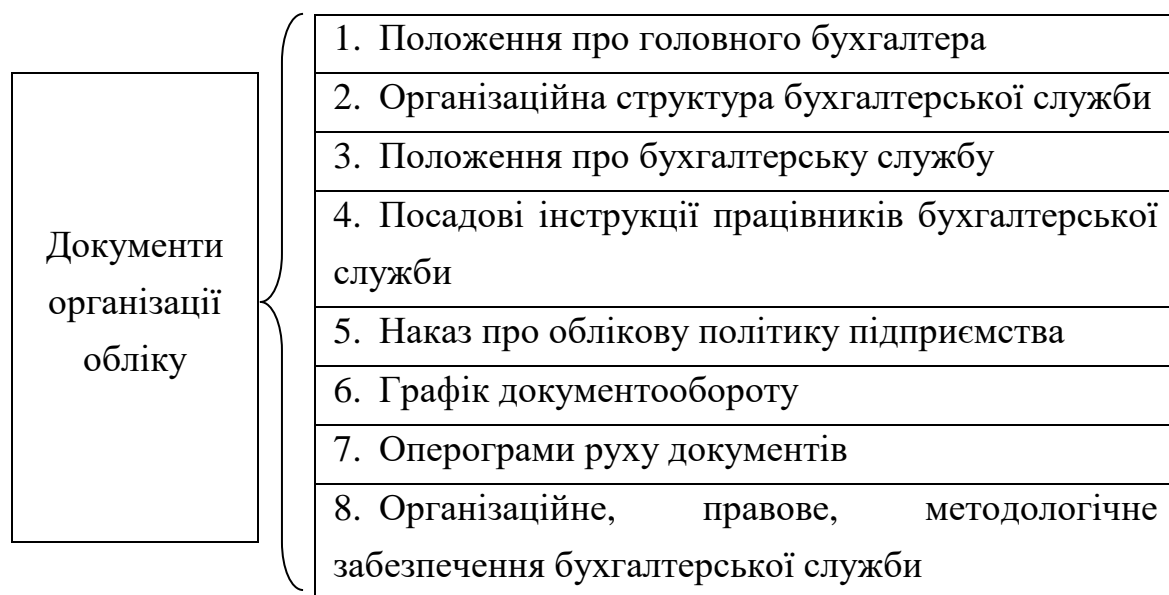 Документи
організації
обліку
1. Положення про головного бухгалтера
2. Організаційна структура бухгалтерської служби
3. Положення про бухгалтерську службу
4. Посадові інструкції працівників бухгалтерської
служби
5. Наказ про облікову політику підприємства
6. Графік документообороту
7. Оперограми руху документів
8. Організаційне, правове, методологічне
забезпечення бухгалтерської служби